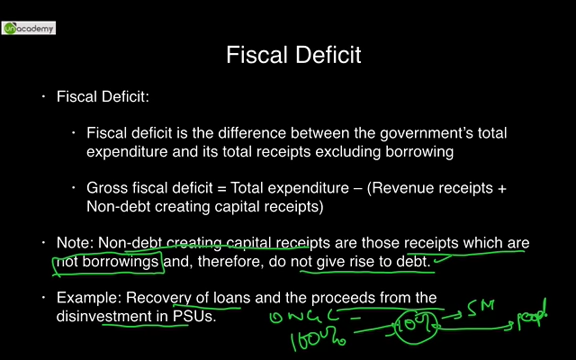 unacademy
Fiscal Deficit
• Fiscal Deficit:
• Fiscal deficit is the difference between the government's total
expenditure and its total receipts excluding borrowing
• Gross fiscal deficit = Total expenditure – (Revenue receipts +
Non-debt creating capital receipts)
• Note: Non-debt creating capital receipts are those receipts which are
not borrowings and, therefore, do not give rise to debt.
• Example: Recovery of loans and the proceeds from the
disinvestment in PSUs.
ONGC
100% 10% SM